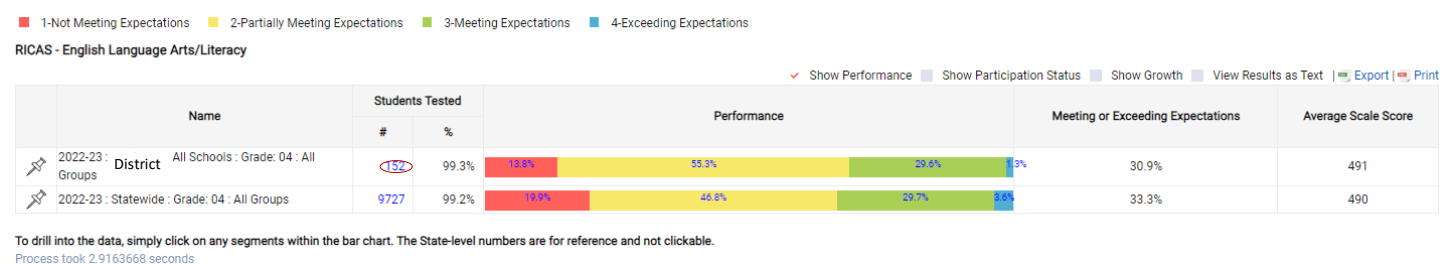 1-Not Meeting Expectations 2-Partially Meeting Expectations 3-Meeting Expectations 4-Exceeding Expectations
RICAS - English Language Arts/Literacy
Show Performance Show Participation Status Show Growth View Results as Text | Export | Print
Name Students Tested Performance Meeting or Exceeding Expectations Average Scale Score
# %
2022-23 : District All Schools : Grade: 04 : All Groups 152 99.3% 13.8% 55.3% 29.6% 1.3% 30.9% 491
2022-23 : Statewide : Grade: 04 : All Groups 9727 99.2% 19.9% 46.8% 29.7% 3.6% 33.3% 490
To drill into the data, simply click on any segments within the bar chart. The State-level numbers are for reference and not clickable.
Process took 2.9163668 seconds